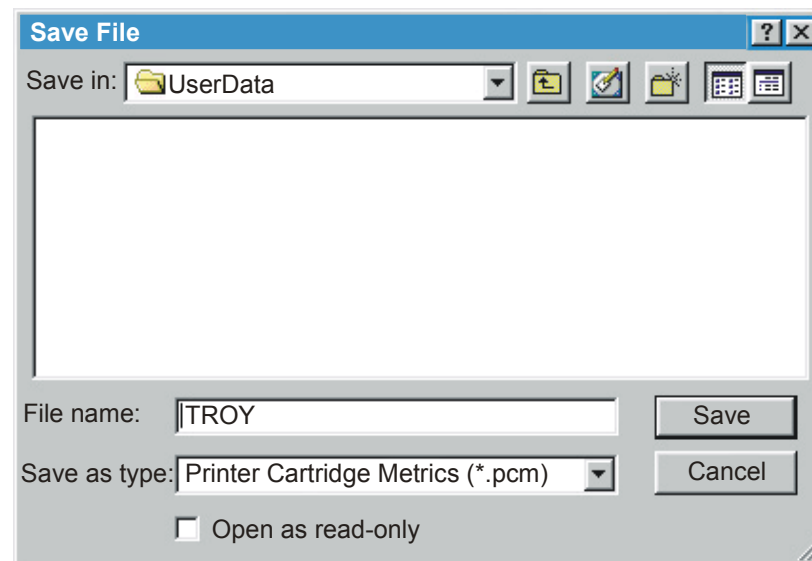 Save File
Save in: UserData
File name: TROY Save
Save as type: Printer Cartridge Metrics (*.pcm) Cancel
Open as read-only